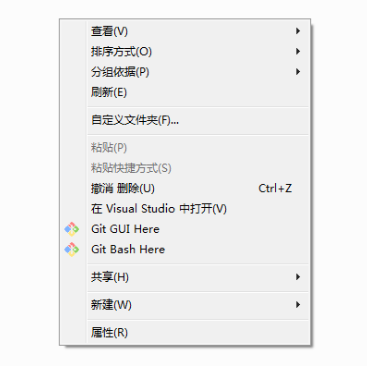 查看(V)
排序方式(O)
分组依据(P)
刷新(E)
自定义文件夹(F)...
粘贴(P)
粘贴快捷方式(S)
撤消 删除(U) Ctrl+Z
在 Visual Studio 中打开(V)
Git GUI Here
Git Bash Here
共享(H)
新建(W)
属性(R)